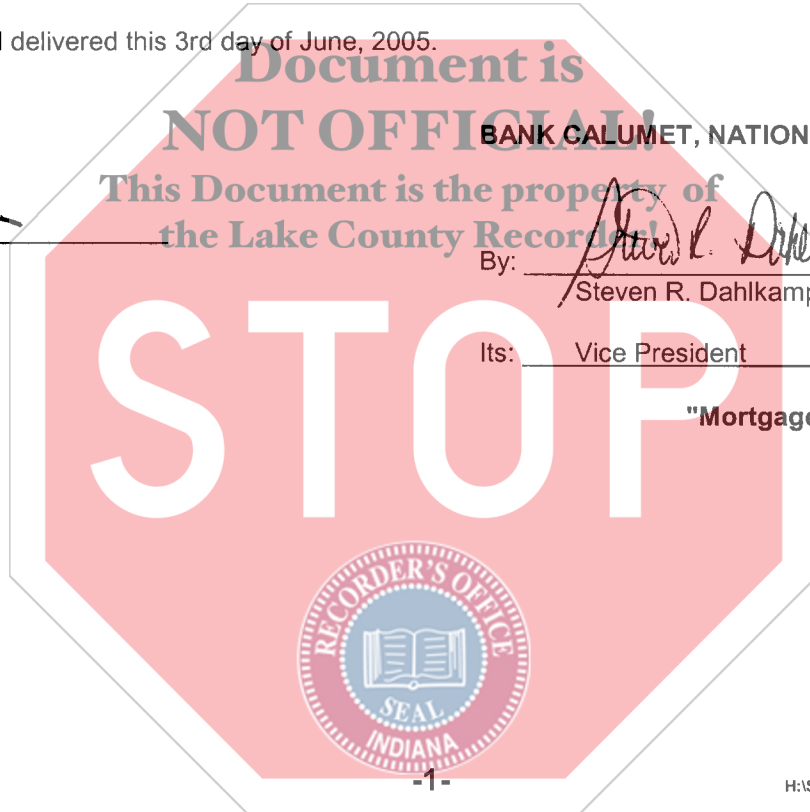 delivered this 3rd day of June, 2005.
Document is
NOT OFFICIAL!
BANK CALUMET, NATION
This Document is the property of
the Lake County Recorder!
By:
Steven R. Dahlkamp
STOP
Its: Vice President
"Mortgage
RECORDER'S OFFICE
SEAL
INDIANA
-1-
H:\S